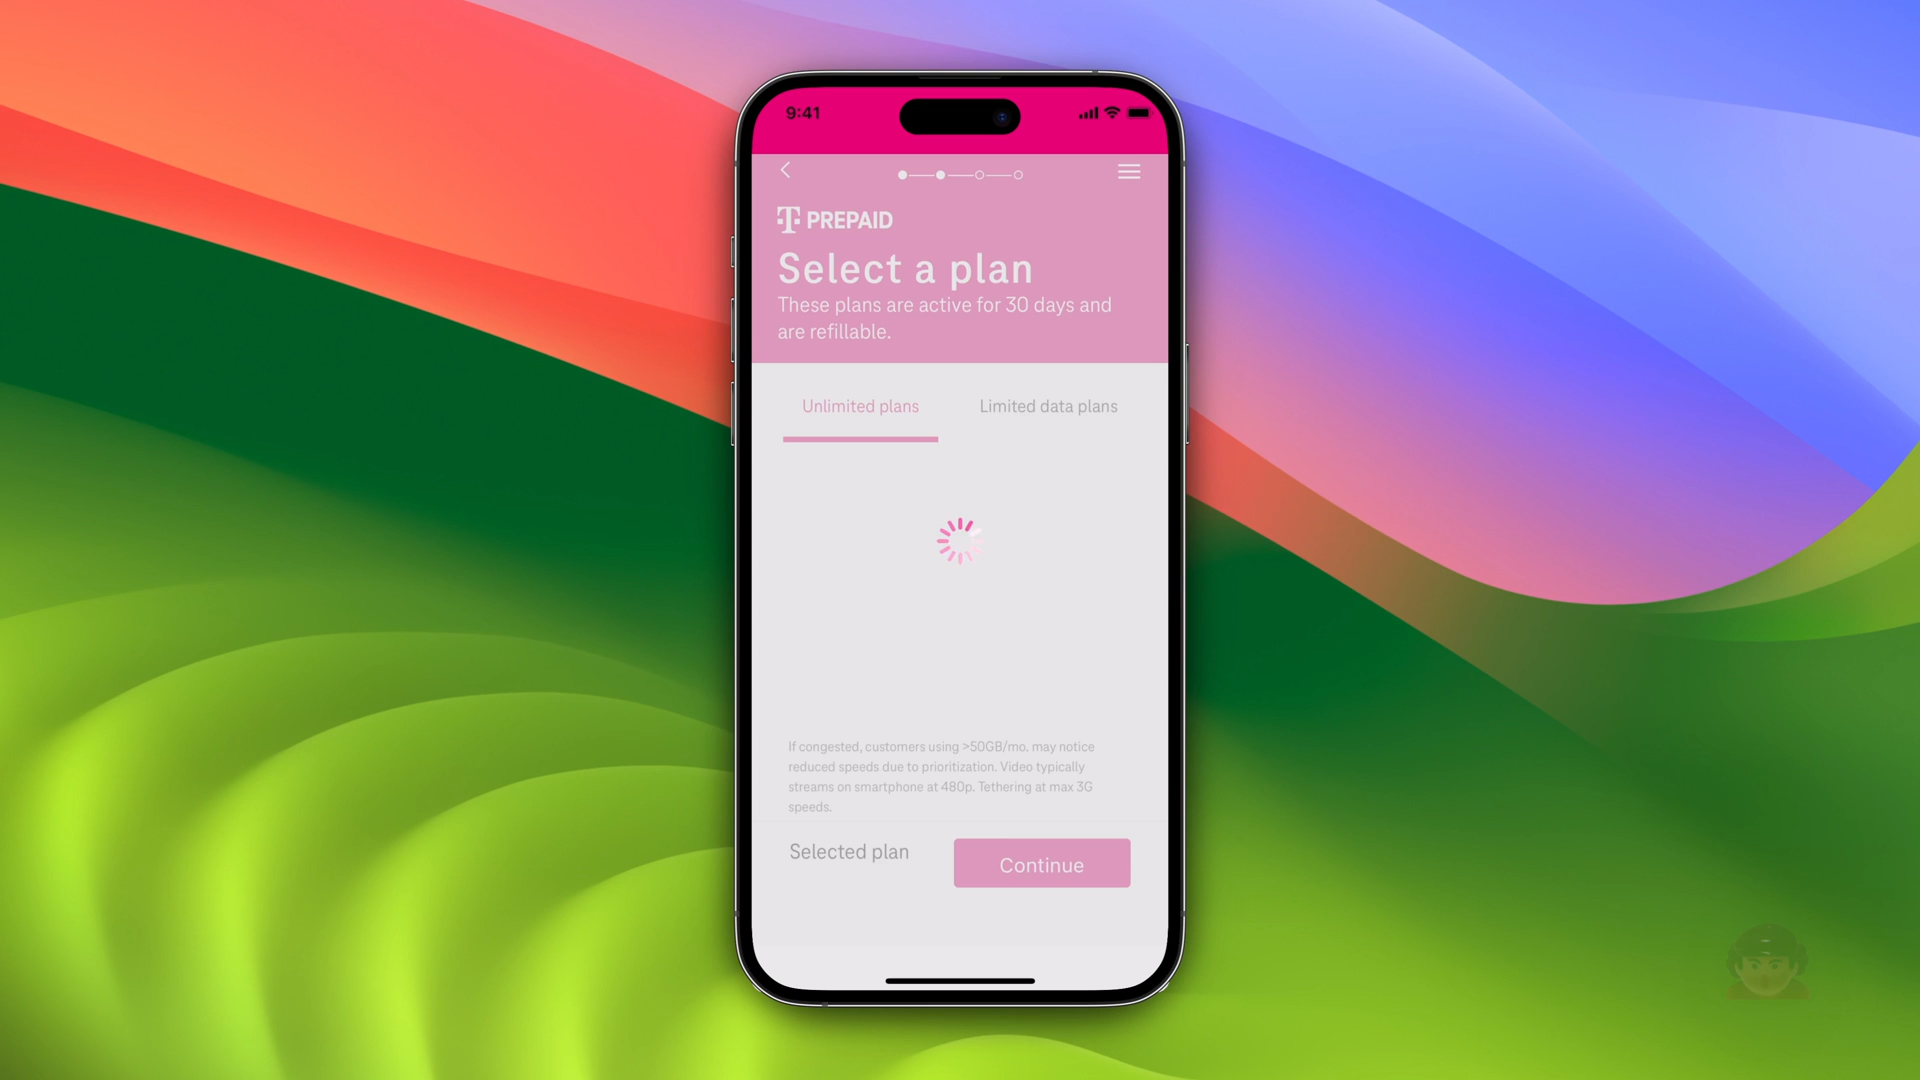 9:41
T PREPAID
Select a plan
These plans are active for 30 days and
are refillable.
Unlimited plans
Limited data plans
If congested, customers using >50GB/mo. may notice
reduced speeds due to prioritization. Video typically
streams on smartphone at 480p. Tethering at max 3G
speeds.
Selected plan
Continue